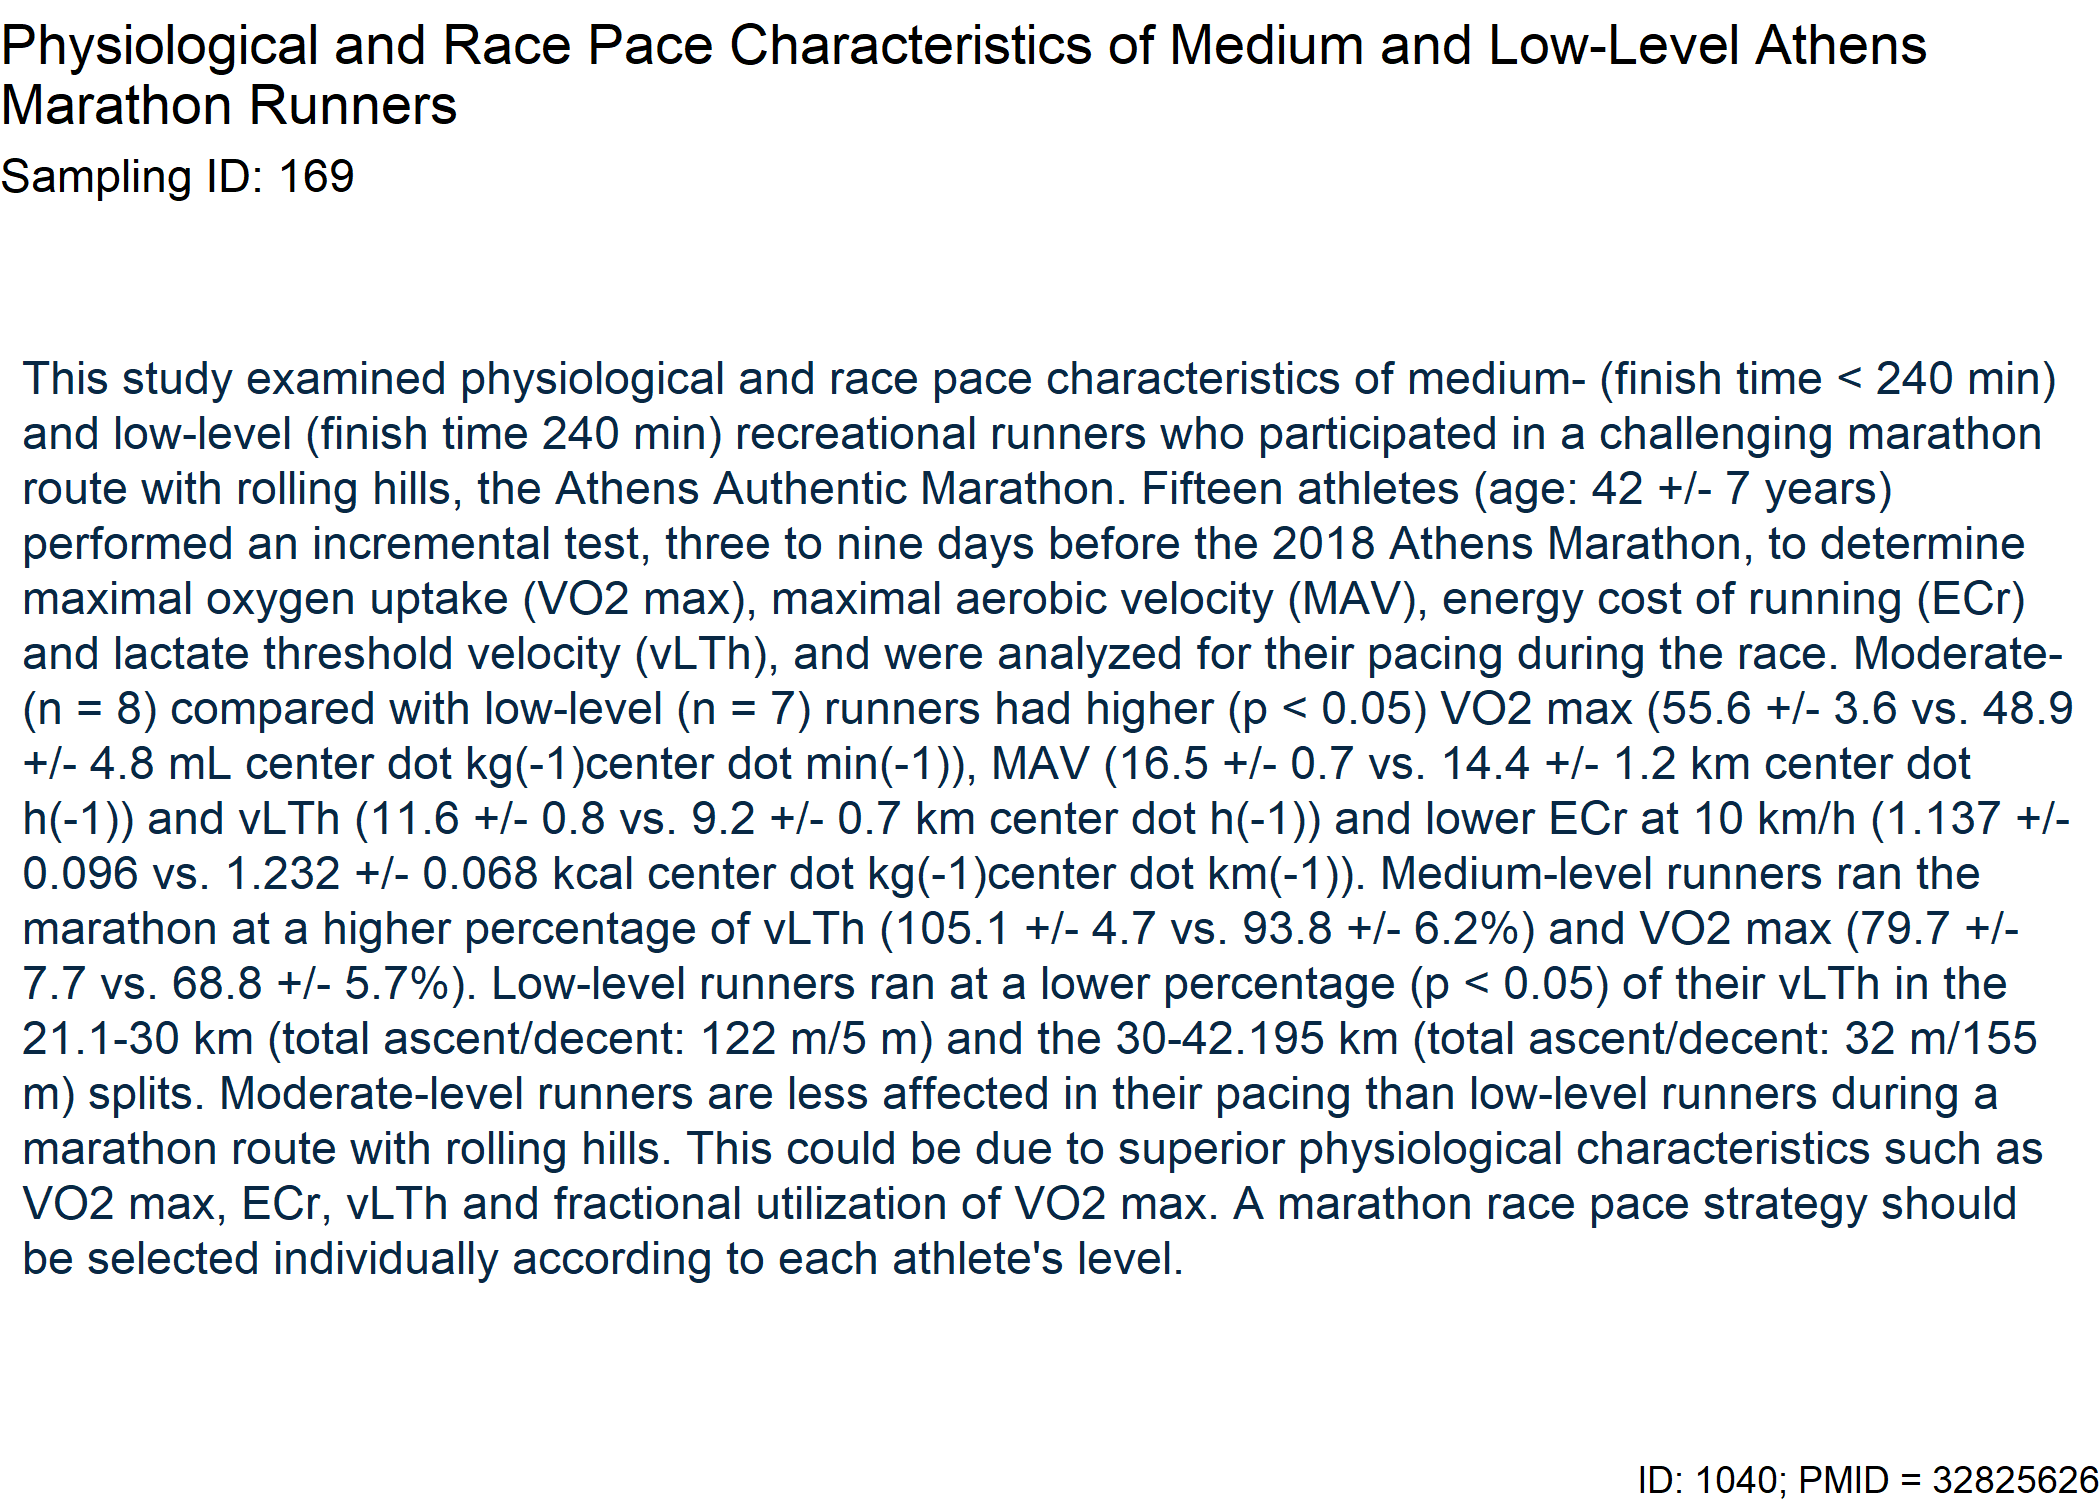 Physiological and Race Pace Characteristics of Medium and Low-Level Athens
Marathon Runners
Sampling ID: 169
This study examined physiological and race pace characteristics of medium- (finish time < 240 min)
and low-level (finish time 240 min) recreational runners who participated in a challenging marathon
route with rolling hills, the Athens Authentic Marathon. Fifteen athletes (age: 42 +/- 7 years)
performed an incremental test, three to nine days before the 2018 Athens Marathon, to determine
maximal oxygen uptake (VO2 max), maximal aerobic velocity (MAV), energy cost of running (ECr)
and lactate threshold velocity (vLTh), and were analyzed for their pacing during the race. Moderate-
(n = 8) compared with low-level (n = 7) runners had higher (p < 0.05) VO2 max (55.6 +/- 3.6 vs. 48.9
+/- 4.8 mL center dot kg(-1)center dot min(-1)), MAV (16.5 +/- 0.7 vs. 14.4 +/- 1.2 km center dot
h(-1)) and vLTh (11.6 +/- 0.8 vs. 9.2 +/- 0.7 km center dot h(-1)) and lower ECr at 10 km/h (1.137 +/-
0.096 vs. 1.232 +/- 0.068 kcal center dot kg(-1)center dot km(-1)). Medium-level runners ran the
marathon at a higher percentage of vLTh (105.1 +/- 4.7 vs. 93.8 +/- 6.2%) and VO2 max (79.7 +/-
7.7 vs. 68.8 +/- 5.7%). Low-level runners ran at a lower percentage (p < 0.05) of their vLTh in the
21.1-30 km (total ascent/decent: 122 m/5 m) and the 30-42.195 km (total ascent/decent: 32 m/155
m) splits. Moderate-level runners are less affected in their pacing than low-level runners during a
marathon route with rolling hills. This could be due to superior physiological characteristics such as
VO2 max, ECr, vLTh and fractional utilization of VO2 max. A marathon race pace strategy should
be selected individually according to each athlete's level.
ID: 1040; PMID = 32825626